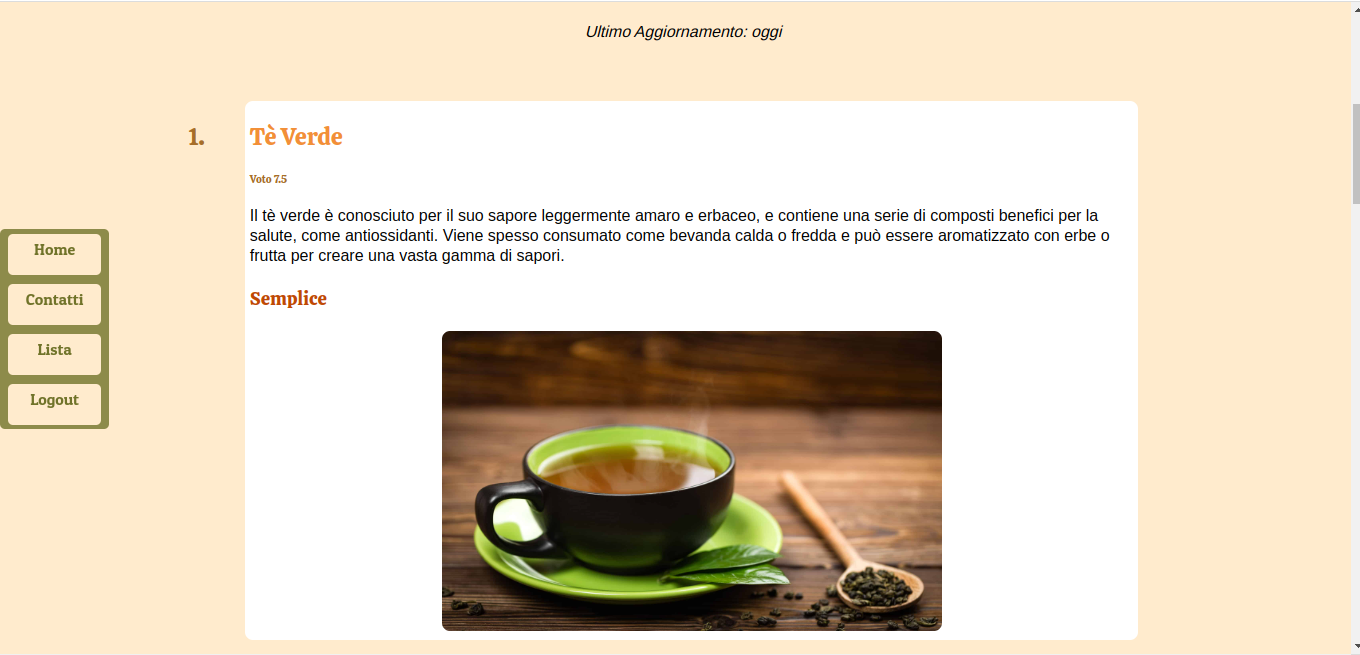 Ultimo Aggiornamento: oggi
1.
Tè Verde
Voto 7.5
Il tè verde è conosciuto per il suo sapore leggermente amaro e erbaceo, e contiene una serie di composti benefici per la
salute, come antiossidanti. Viene spesso consumato come bevanda calda o fredda e può essere aromatizzato con erbe o
frutta per creare una vasta gamma di sapori.
Semplice
Home
Contatti
Lista
Logout